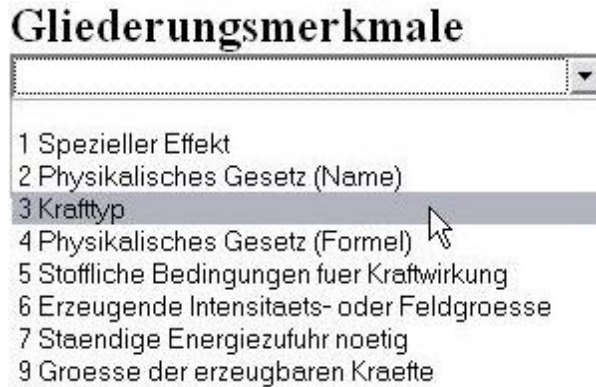 Gliederungsmerkmale
1 Spezieller Effekt
2 Physikalisches Gesetz (Name)
3 Krafttyp
4 Physikalisches Gesetz (Formel)
5 Stoffliche Bedingungen fuer Kraftwirkung
6 Erzeugende Intensitaets- oder Feldgroesse
7 Staendige Energiezufuhr noetig
9 Groesse der erzeugbaren Kraefte